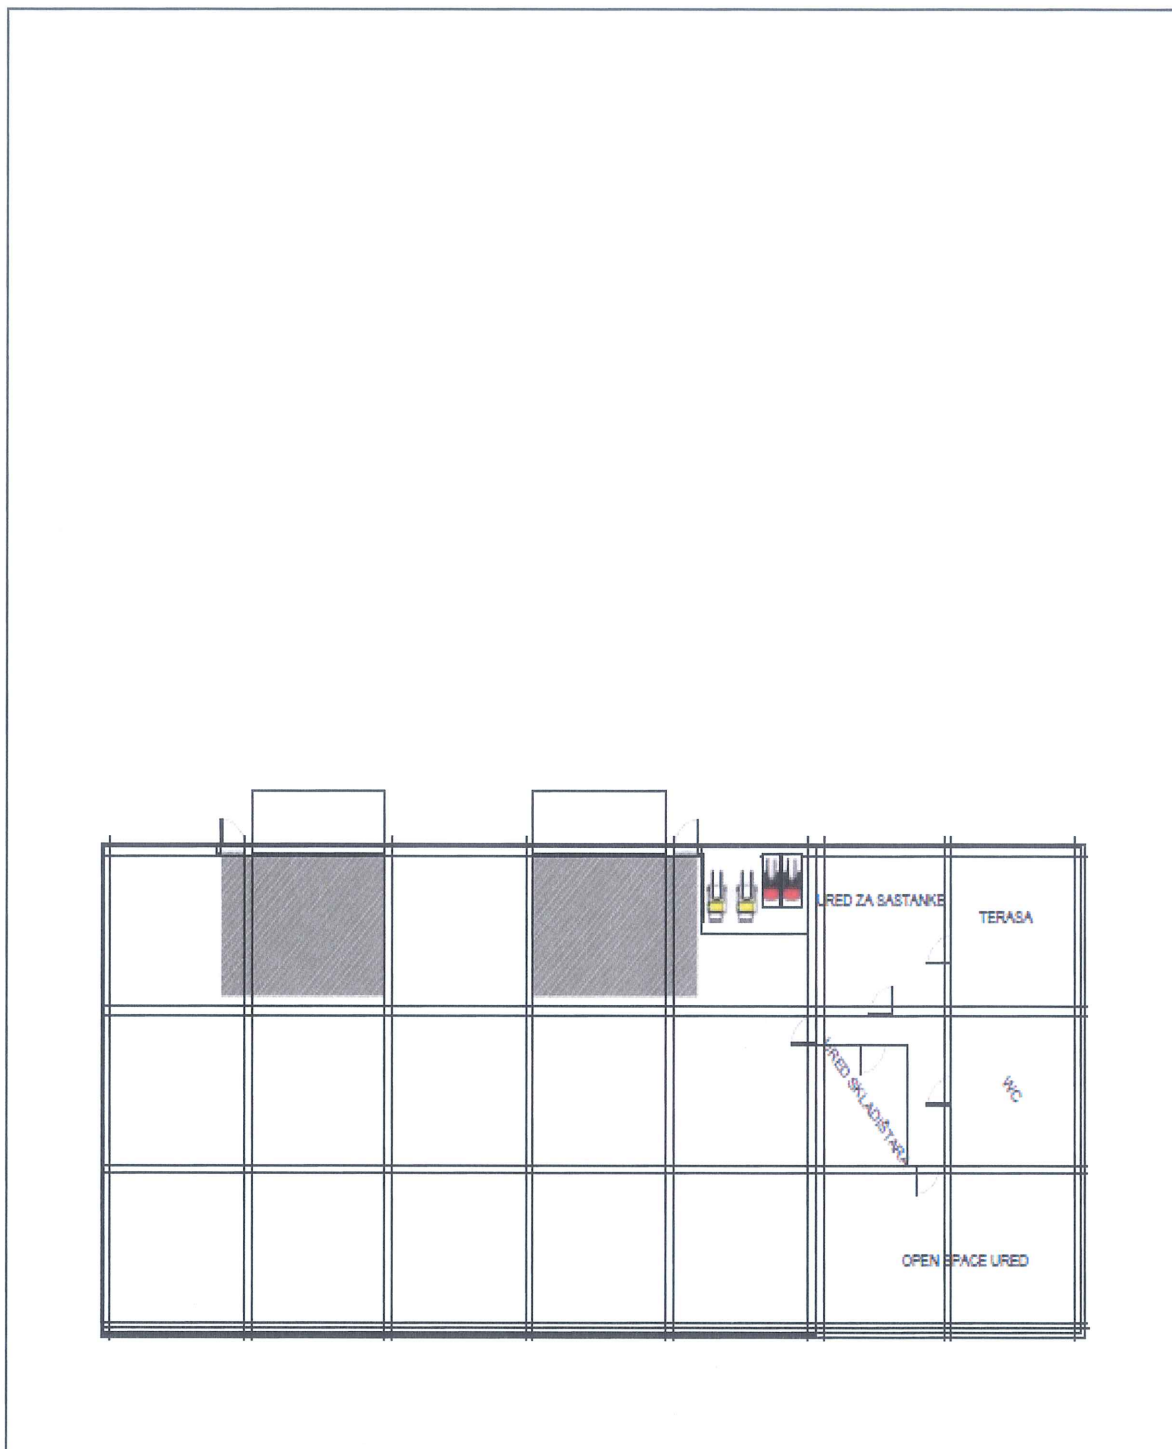 URED ZA SASTANKE
TERASA
URED SKLADIŠTARA
WC
OPEN SPACE URED